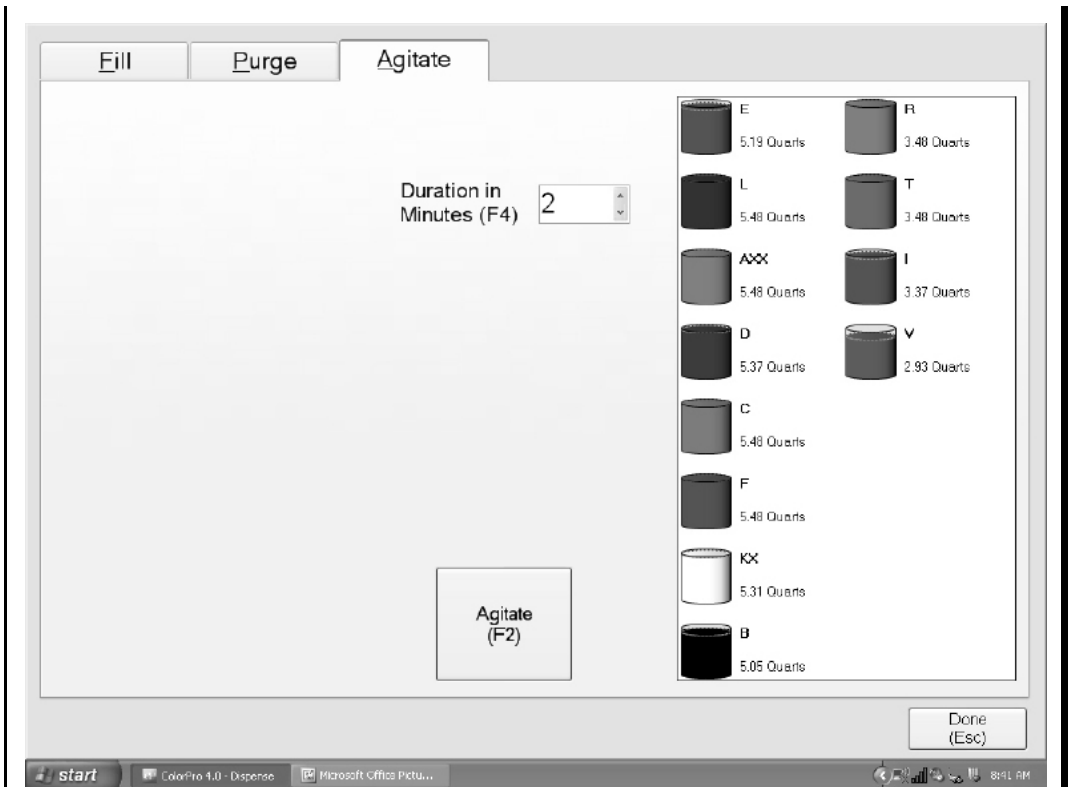 Fill
Purge
Agitate
Duration in
Minutes (F4)
2
Agitate
(F2)
E
5.19 Quarts
L
5.48 Quarts
AXX
5.48 Quarts
D
5.37 Quarts
C
5.48 Quarts
F
5.48 Quarts
KX
5.31 Quarts
B
5.05 Quarts
R
3.48 Quarts
T
3.48 Quarts
I
3.37 Quarts
V
2.93 Quarts
Done
(Esc)
start
ColorPro 4.0 - Dispense
Microsoft Office Pictu...
8:41 AM